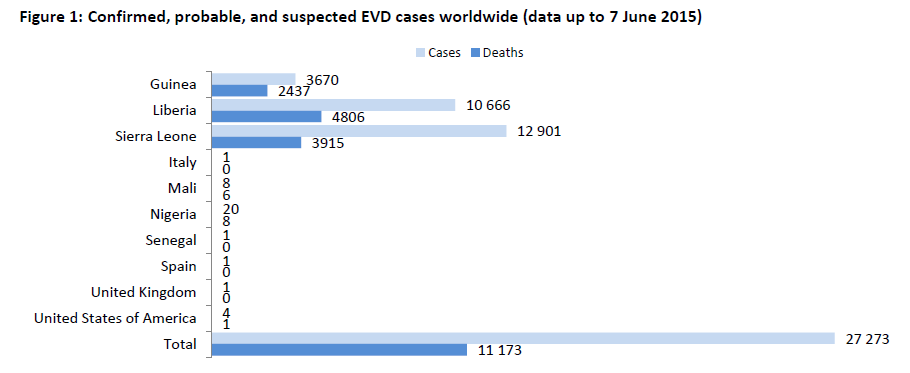 Figure 1: Confirmed, probable, and suspected EVD cases worldwide (data up to 7 June 2015)
Cases Deaths
Guinea 3670
2437
Liberia 10 666
4806
Sierra Leone 12 901
3915
Italy 1
0
Mali 8
6
Nigeria 20
8
Senegal 1
0
Spain 1
0
United Kingdom 1
0
United States of America 4
1
Total 27 273
11 173